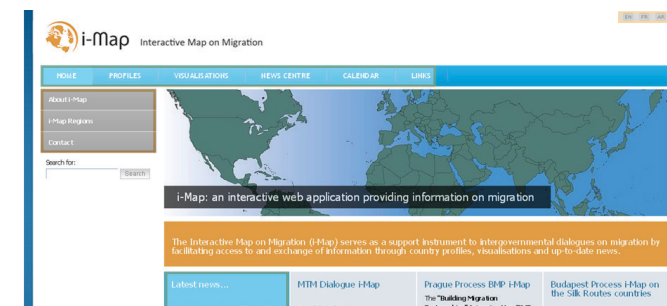 EN FR AR
i-Map Interactive Map on Migration
HOME PROFILES VISUALISATIONS NEWS CENTRE CALENDAR LINKS
About i-Map
i-Map Regions
Contact
Search for:
Search
i-Map: an interactive web application providing information on migration
The Interactive Map on Migration (i-Map) serves as a support instrument to intergovernmental dialogues on migration by
facilitating access to and exchange of information through country profiles, visualisations and up-to-date news.
Latest news...
MTM Dialogue i-Map
Prague Process BMP i-Map
The "Building Migration
Budapest Process i-Map on
the Silk Routes countries